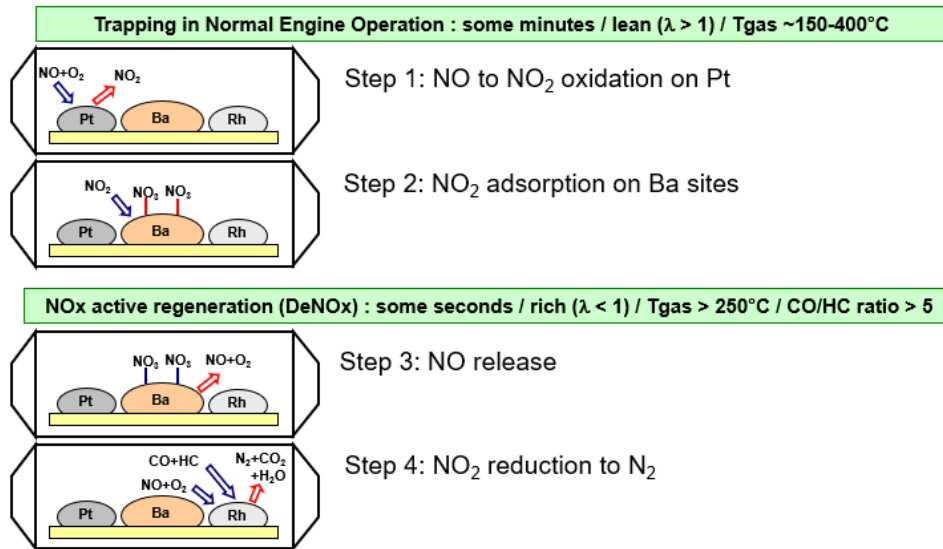 Trapping in Normal Engine Operation : some minutes / lean (λ > 1) / Tgas ~150-400°C
NO+O₂
NO₂
Pt
Ba
Rh
Step 1: NO to NO₂ oxidation on Pt
NO₂
NO₃
NO₃
Pt
Ba
Rh
Step 2: NO₂ adsorption on Ba sites
NOx active regeneration (DeNOx) : some seconds / rich (λ < 1) / Tgas > 250°C / CO/HC ratio > 5
NO₃
NO₃
NO+O₂
Pt
Ba
Rh
Step 3: NO release
CO+HC
N₂+CO₂
+H₂O
NO+O₂
Pt
Ba
Rh
Step 4: NO₂ reduction to N₂